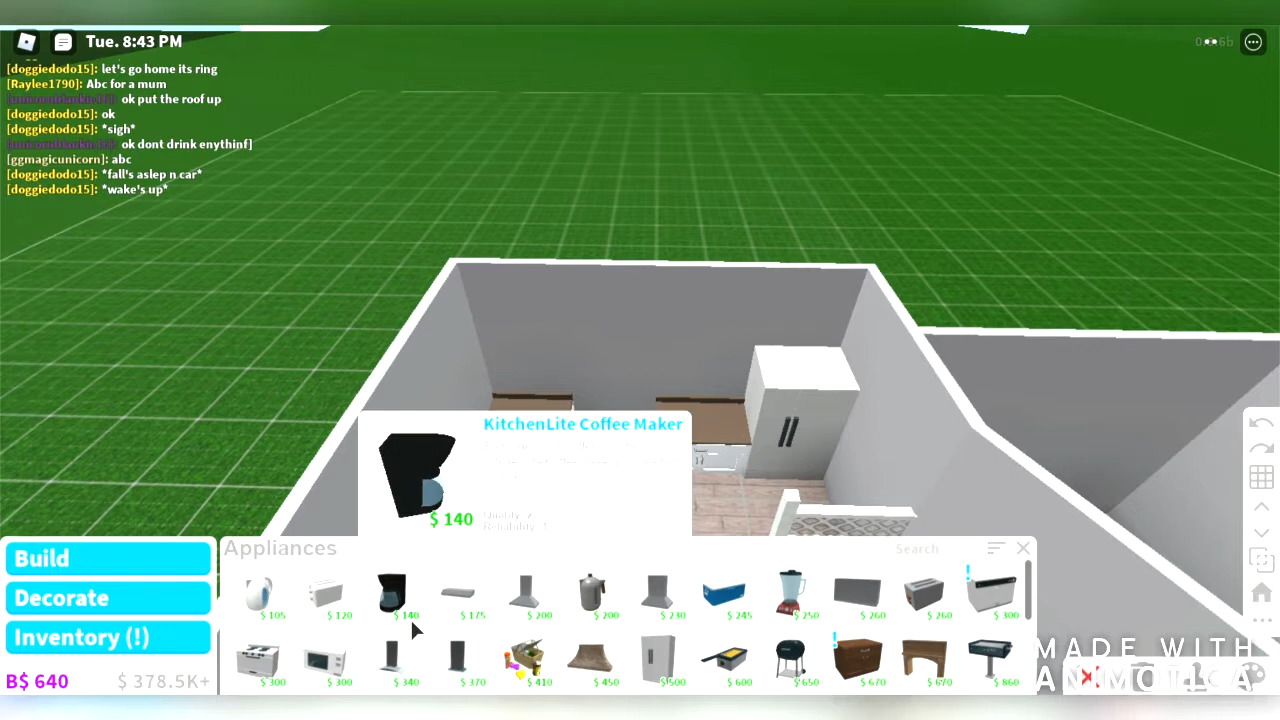 Tue. 8:43 PM
[doggiedodo15]: let's go home its ring
[Raylee1790]: Abc for a mum
ok put the roof up
[doggiedodo15]: ok
[doggiedodo15]: *sigh*
ok dont drink enythinf]
[ggmagicunicorn]: abc
[doggiedodo15]: *fall's aslep n car*
[doggiedodo15]: *wake's up*
KitchenLite Coffee Maker
$ 140
Appliances
Search
$ 105 $ 120 $ 140 $ 175 $ 200 $ 200 $ 230 $ 245 $ 250 $ 260 $ 260 $ 300
$ 300 $ 300 $ 340 $ 370 $ 410 $ 450 $ 500 $ 600 $ 650 $ 670 $ 670 $ 860
Build
Decorate
Inventory (!)
B$ 640 $ 378.5K+
MADE WITH
ANIMOTICA